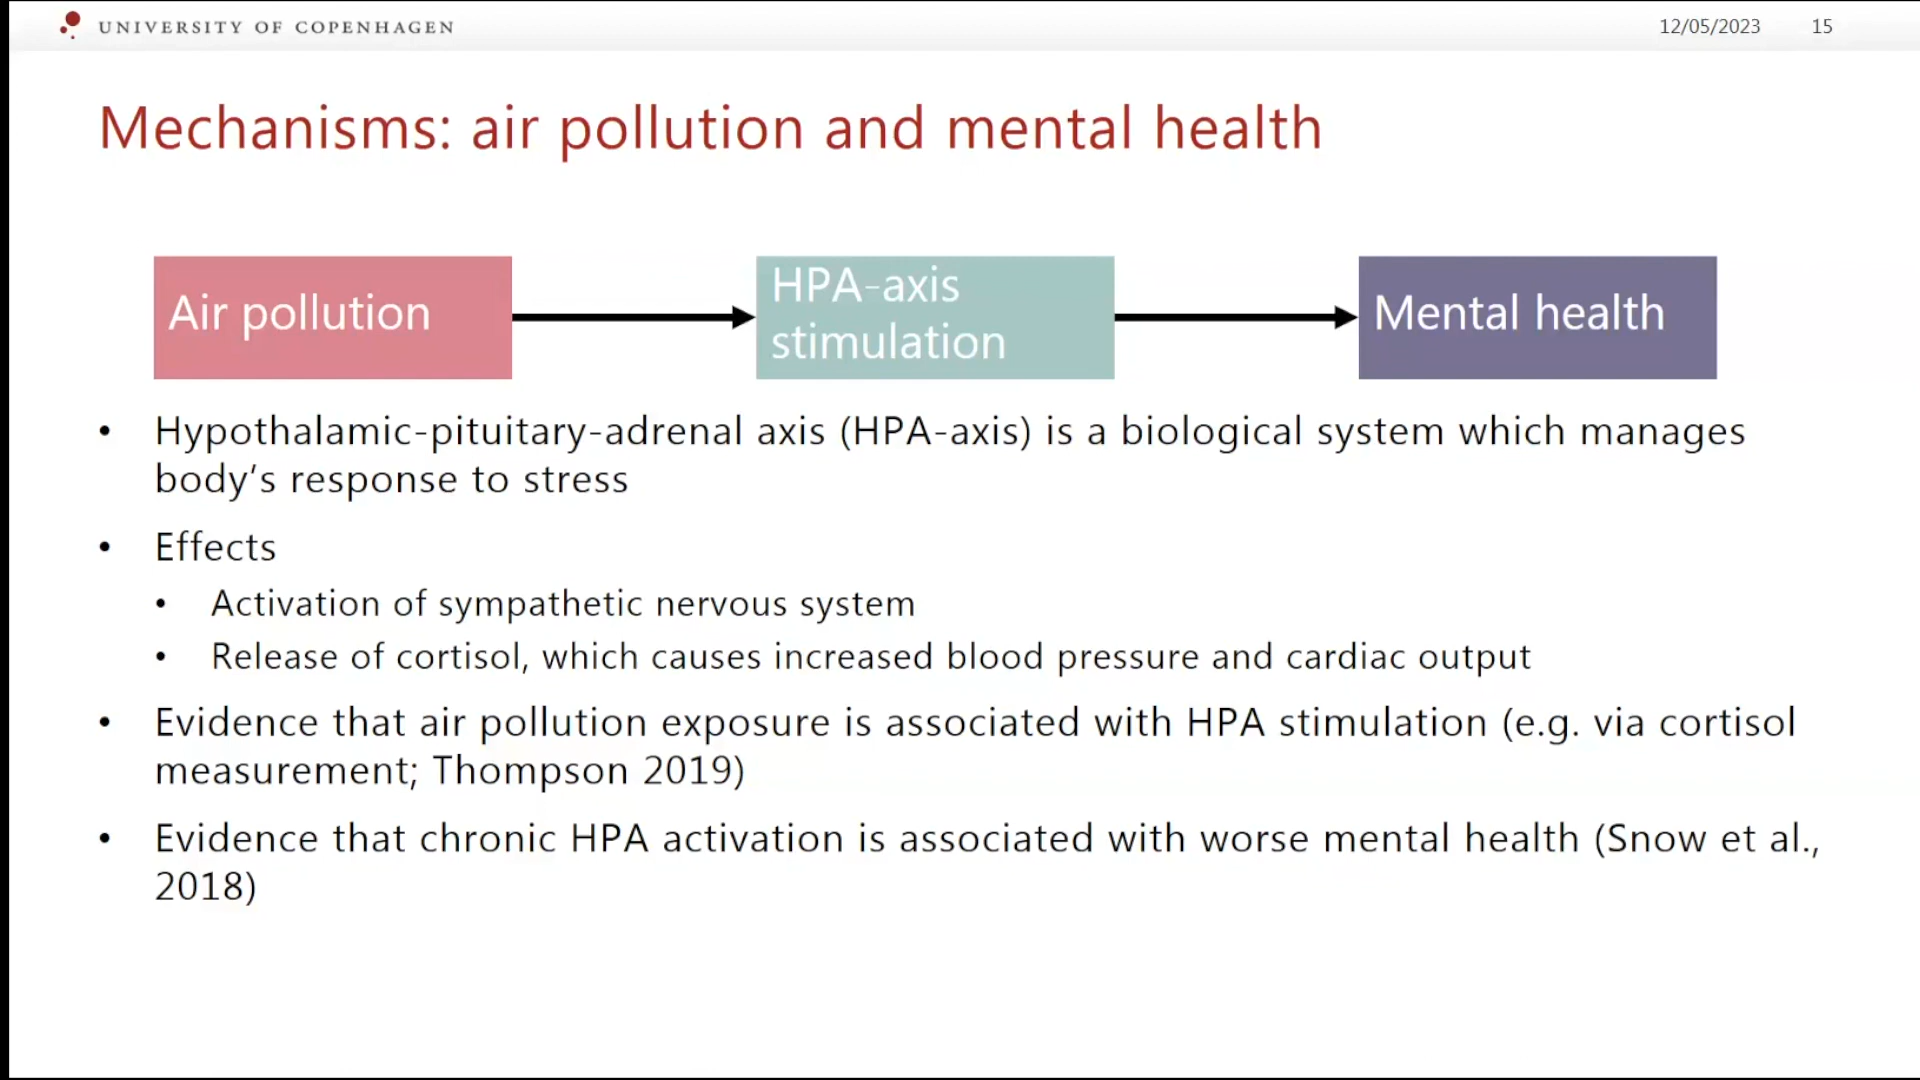 UNIVERSITY OF COPENHAGEN
12/05/2023 15
Mechanisms: air pollution and mental health
Air pollution
HPA-axis
stimulation
Mental health
• Hypothalamic-pituitary-adrenal axis (HPA-axis) is a biological system which manages
body’s response to stress
• Effects
• Activation of sympathetic nervous system
• Release of cortisol, which causes increased blood pressure and cardiac output
• Evidence that air pollution exposure is associated with HPA stimulation (e.g. via cortisol
measurement; Thompson 2019)
• Evidence that chronic HPA activation is associated with worse mental health (Snow et al.,
2018)